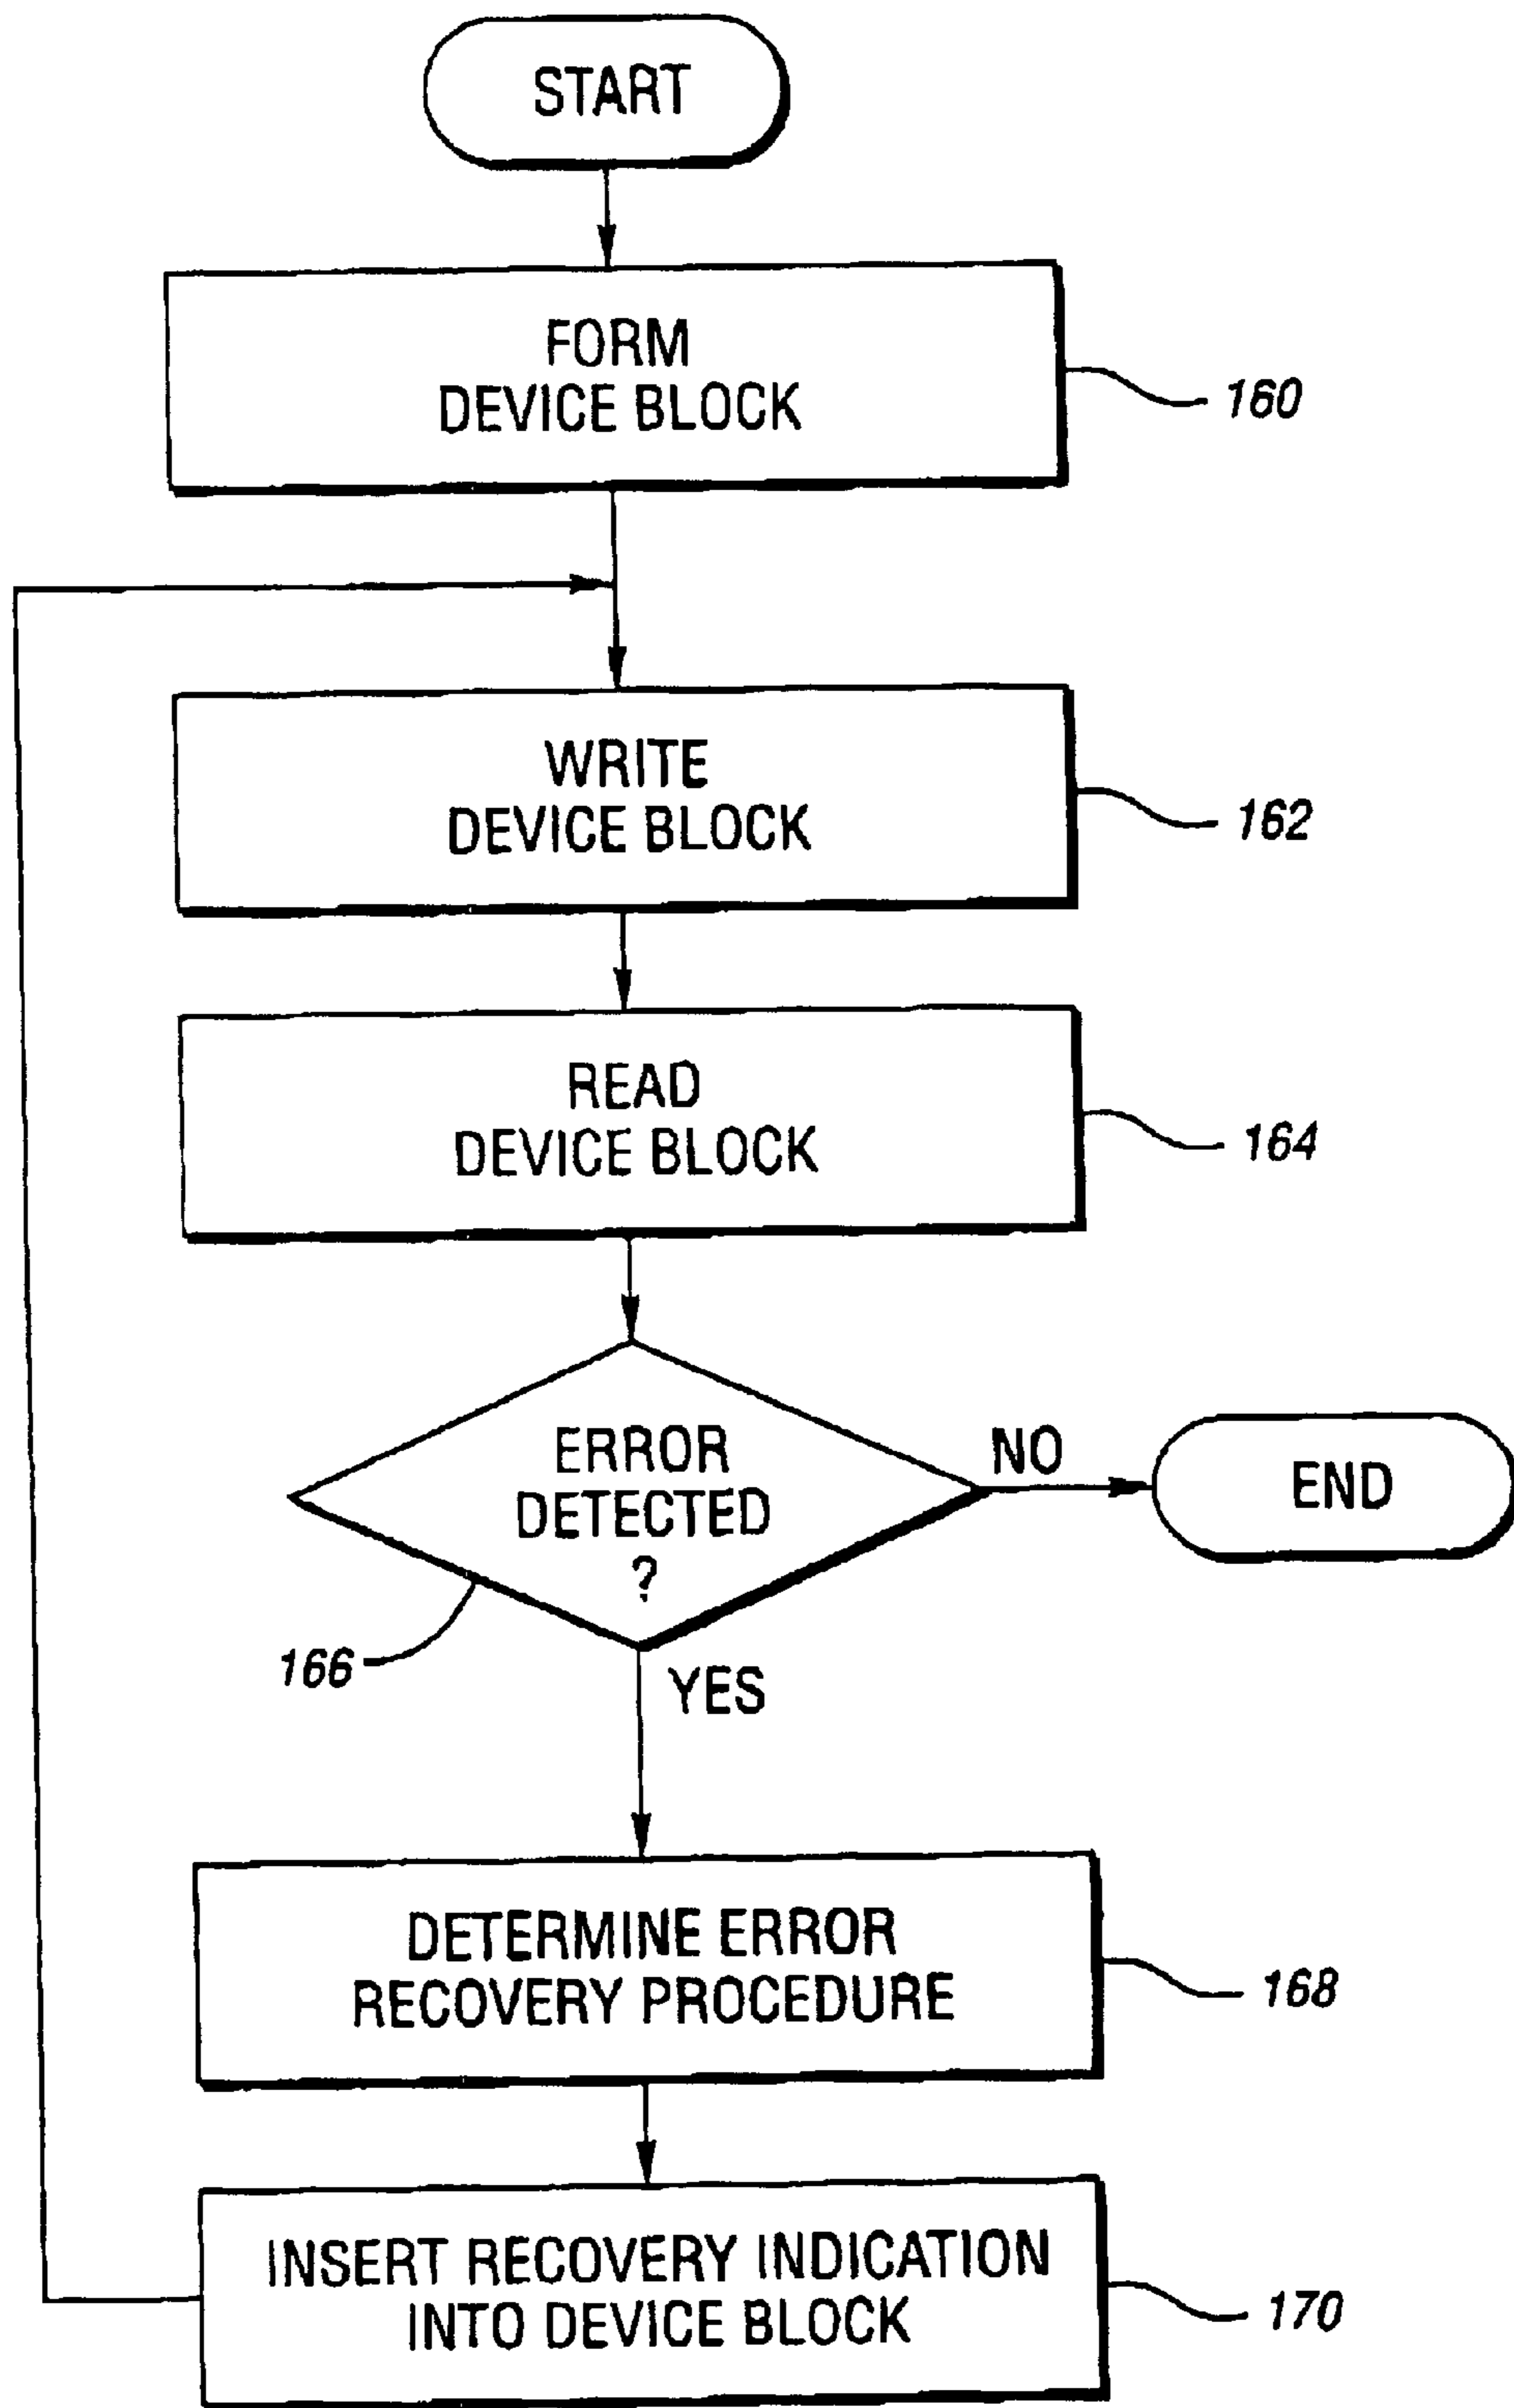 START
FORM
DEVICE BLOCK
160
WRITE
DEVICE BLOCK
162
READ
DEVICE BLOCK
164
ERROR
DETECTED
?
NO
END
166
YES
DETERMINE ERROR
RECOVERY PROCEDURE
168
INSERT RECOVERY INDICATION
INTO DEVICE BLOCK
170